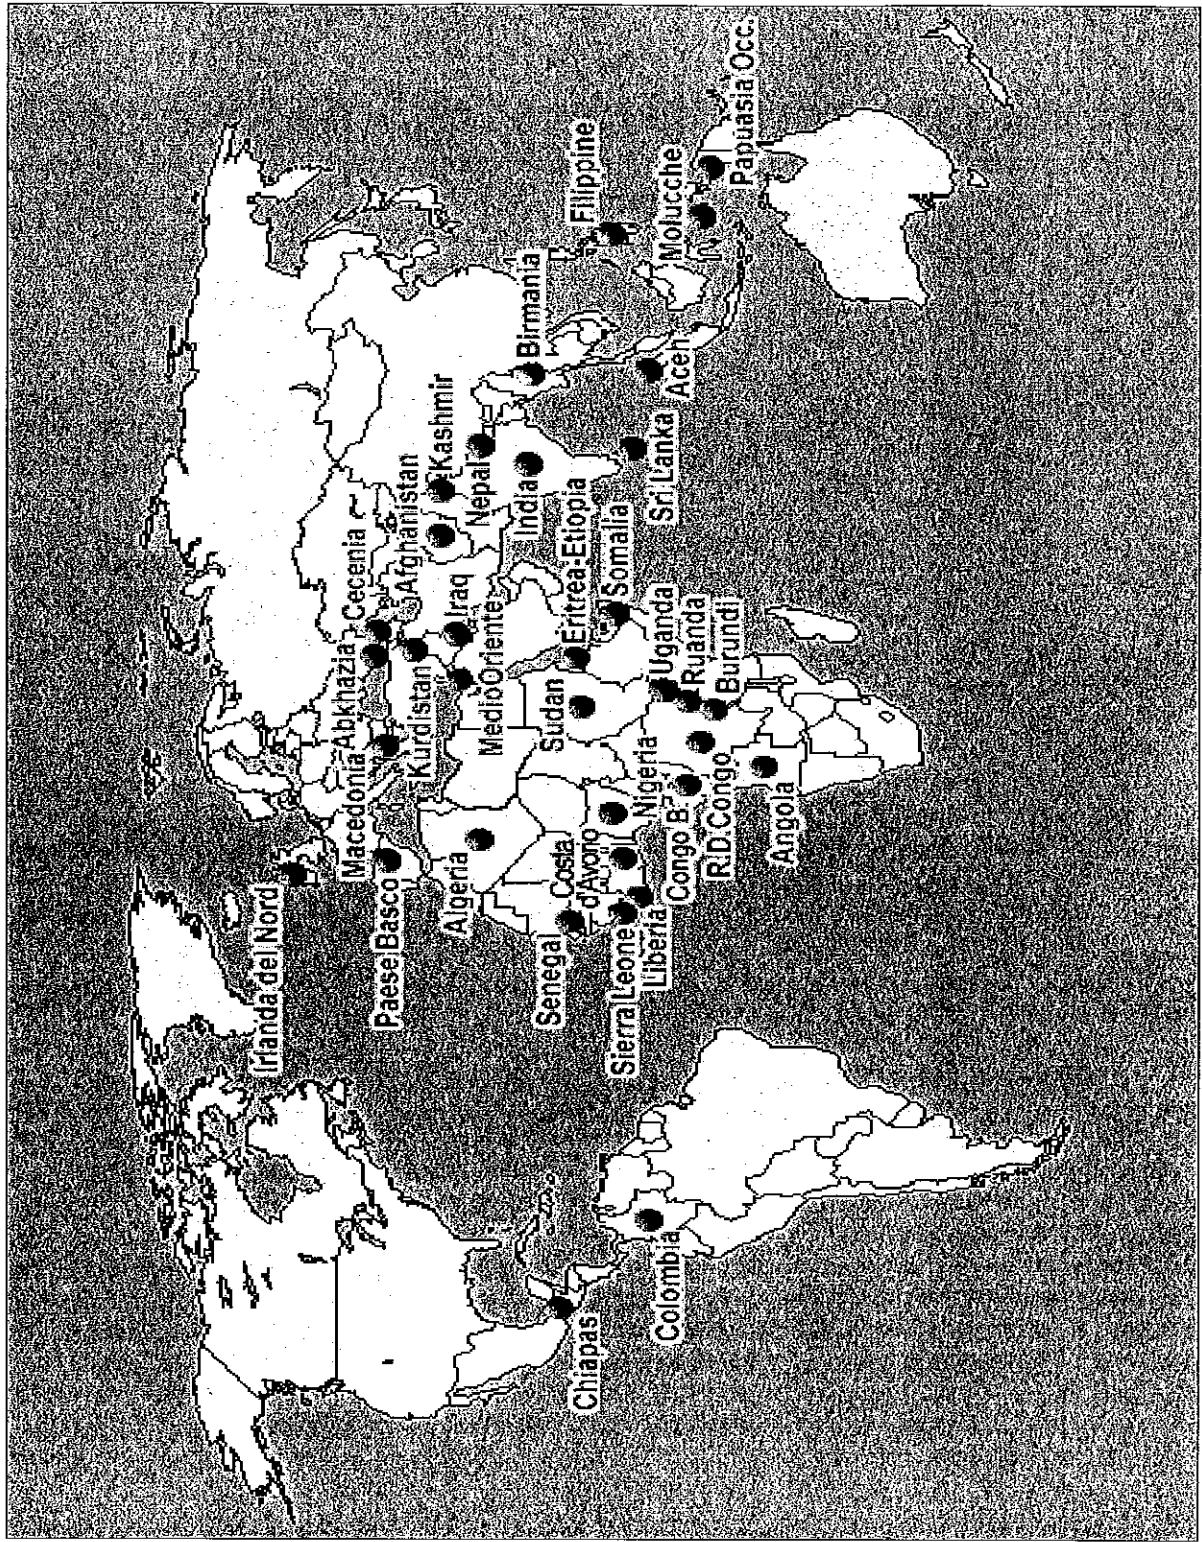 Irlanda del Nord
Macedonia
Abkhazia
Cecenia
Paese Basco
Kurdistan
Afghanistan
Kashmir
Algeria
Iraq
Medio Oriente
Nepal
India
Birmania
Chiapas
Senegal
Costa
d'Avorio
Sudan
Eritrea-Etopia
Filippine
Sierra Leone
Liberia
Nigeria
Somalia
Colombia
Congo B.
Uganda
Ruanda
Burundi
Sri Lanka
Aceh
Molucche
R.D.Congo
Papuasia Occ.
Angola